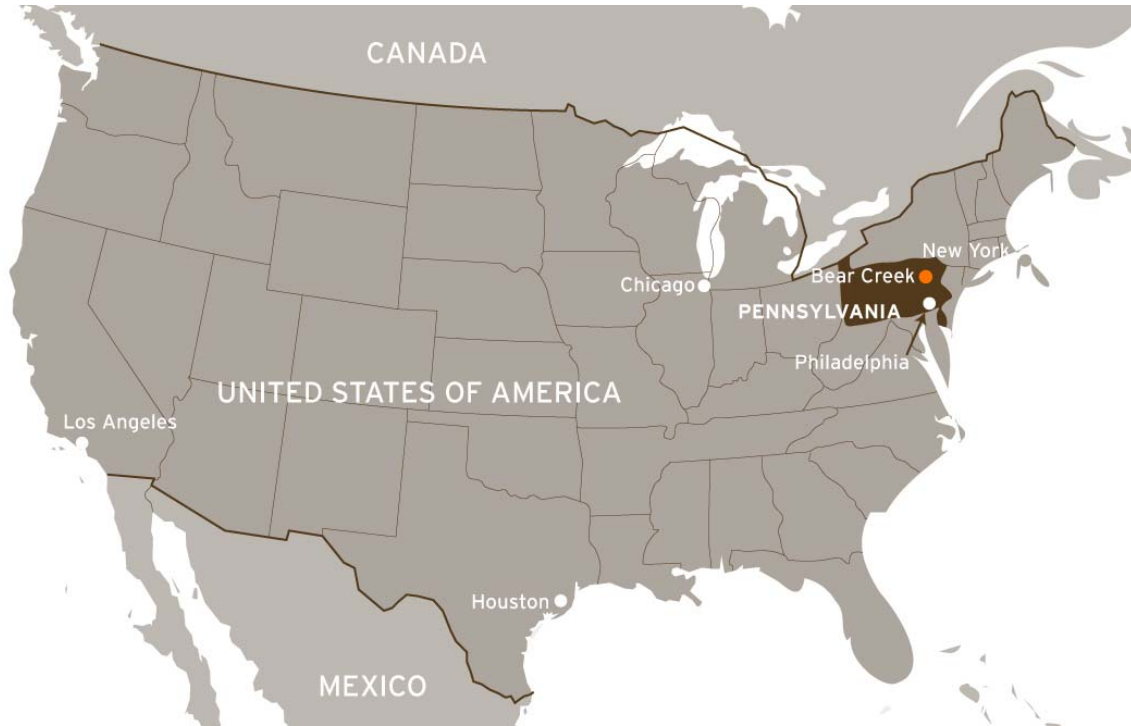 CANADA
New York
Bear Creek
Chicago
PENNSYLVANIA
Philadelphia
UNITED STATES OF AMERICA
Los Angeles
Houston
MEXICO